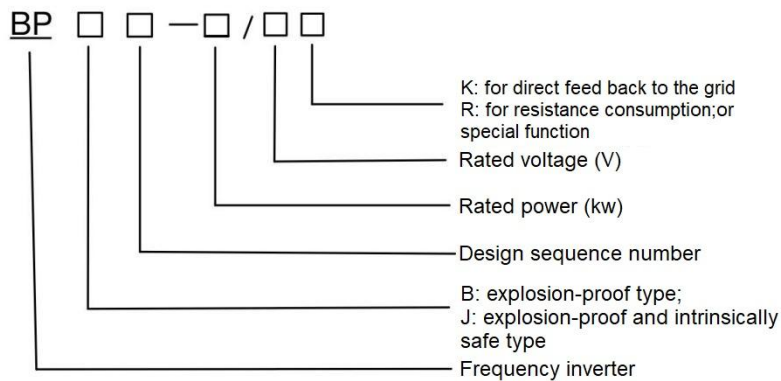 BP □ □ — □ / □ □
K: for direct feed back to the grid
R: for resistance consumption;or
special function
Rated voltage (V)
Rated power (kw)
Design sequence number
B: explosion-proof type;
J: explosion-proof and intrinsically
safe type
Frequency inverter